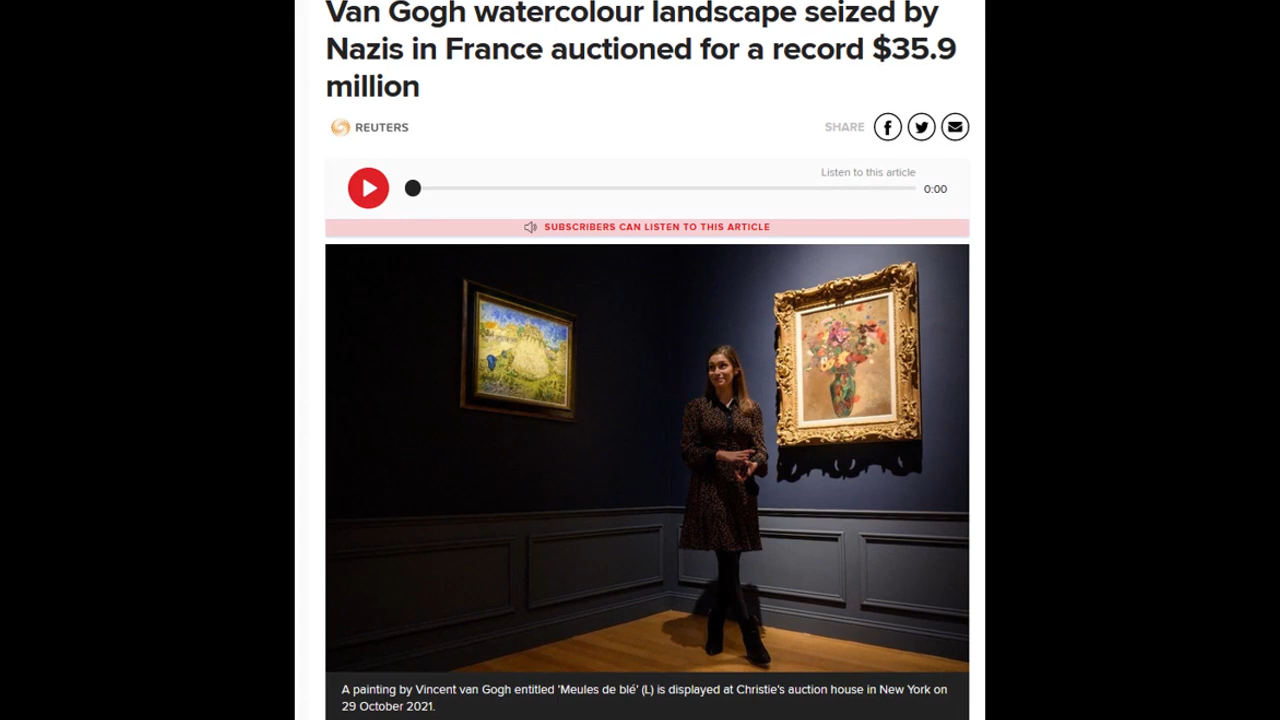 Van Gogh watercolour landscape seized by
Nazis in France auctioned for a record $35.9
million
REUTERS
SHARE
Listen to this article
0:00
SUBSCRIBERS CAN LISTEN TO THIS ARTICLE
A painting by Vincent van Gogh entitled 'Meules de blé' (L) is displayed at Christie's auction house in New York on
29 October 2021.